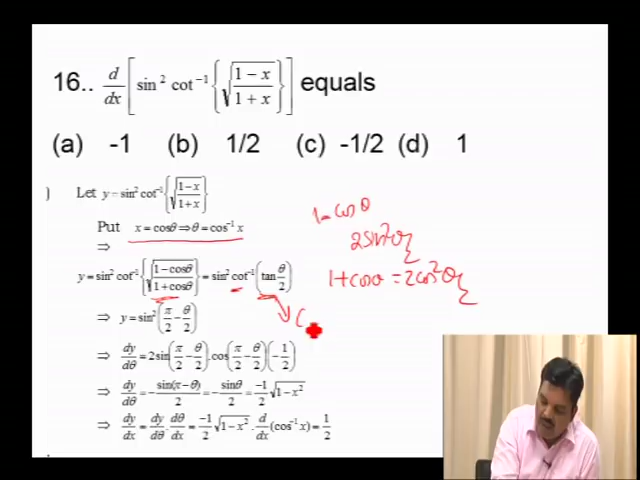 16.. d/dx [ sin² cot⁻¹ { √((1 − x)/(1 + x)) } ] equals
(a) -1 (b) 1/2 (c) -1/2 (d) 1
) Let y = sin² cot⁻¹ { √((1−x)/(1+x)) }
Put x = cosθ ⇒ θ = cos⁻¹ x
⇒
y = sin² cot⁻¹ { √((1−cosθ)/(1+cosθ)) } = sin² cot⁻¹ (tan θ/2)
⇒ y = sin² (π/2 − θ/2)
⇒ dy/dθ = 2sin(π/2 − θ/2).cos(π/2 − θ/2)(−1/2)
⇒ dy/dθ = −sin(π−θ)/2 = −sinθ/2 = −1/2 √(1−x²)
⇒ dy/dx = dy/dθ · dθ/dx = −1/2 √(1−x²) · d/dx (cos⁻¹ x) = 1/2
1-cosθ
2sin²θ/2
1+cosθ = 2cos²θ/2
(